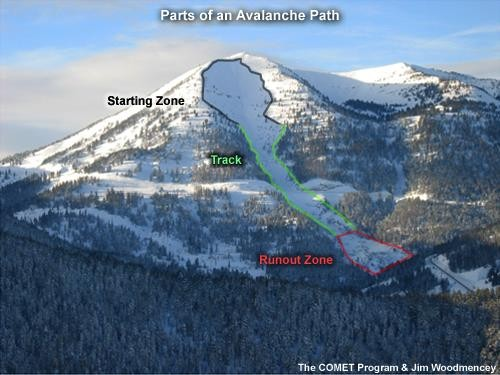 Parts of an Avalanche Path
Starting Zone
Track
Runout Zone
The COMET Program & Jim Woodmencey